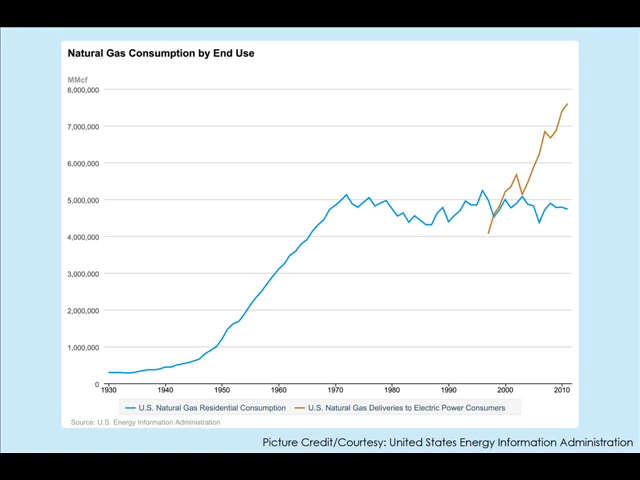 Natural Gas Consumption by End Use
MMcf
8,000,000
7,000,000
6,000,000
5,000,000
4,000,000
3,000,000
2,000,000
1,000,000
0
1930 1940 1950 1960 1970 1980 1990 2000 2010
U.S. Natural Gas Residential Consumption U.S. Natural Gas Deliveries to Electric Power Consumers
Source: U.S. Energy Information Administration
Picture Credit/Courtesy: United States Energy Information Administration